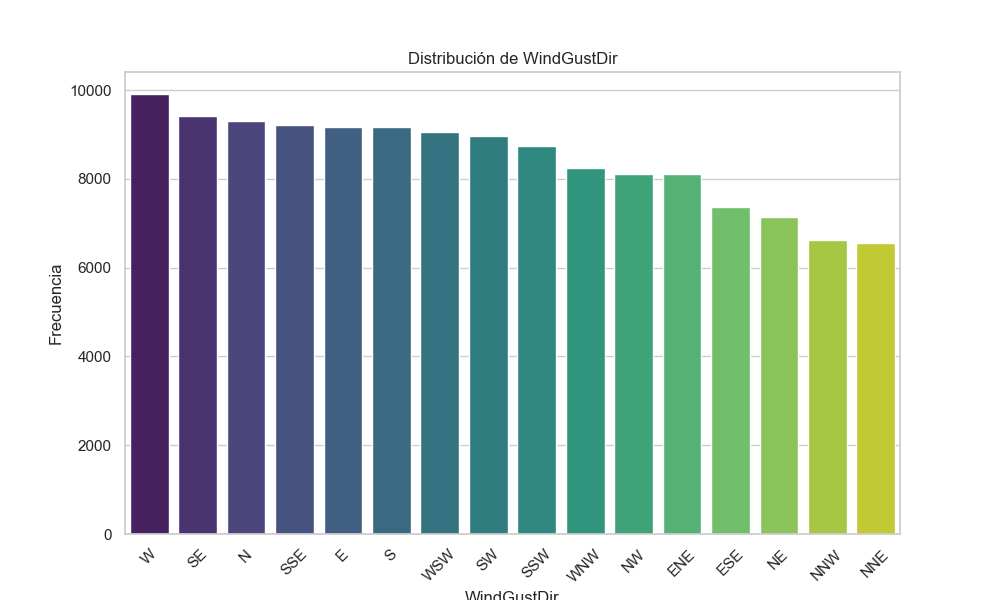 Distribución de WindGustDir
Frecuencia
10000
8000
6000
4000
2000
0
W SE N SSE E S WSW SW SSW WNW NW ENE ESE NE NNW NNE
WindGustDir